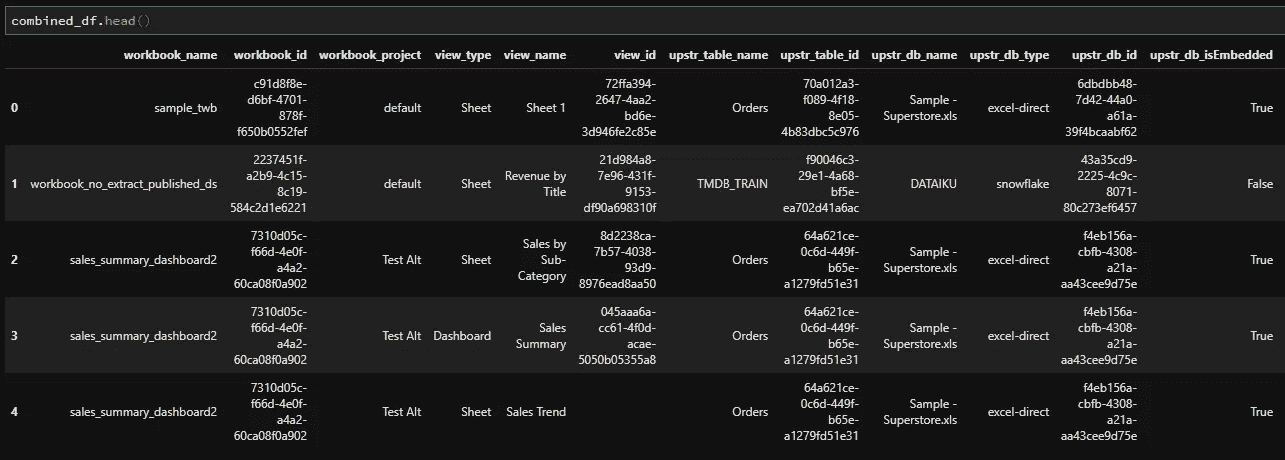 combined_df.head()
workbook_name workbook_id workbook_project view_type view_name view_id upstr_table_name upstr_table_id upstr_db_name upstr_db_type upstr_db_id upstr_db_isEmbedded
c91d8f8e- 72ffa394- 70a012a3- 6dbdbb48-
d6bf-4701- 2647-4aa2- f089-4f18- Sample - 7d42-44a0-
0 sample_twb 878f- default Sheet Sheet 1 bd6e- Orders 8e05- Superstore.xls excel-direct a61a- True
f650b0552fef 3d946fe2c85e 4b83dbc5c976 39f4bcaabf62
2237451f- 21d984a8- f90046c3- 43a35cd9-
a2b9-4c15- Revenue by 7e96-431f- 29e1-4a68- 2225-4c9c-
1 workbook_no_extract_published_ds 8c19- default Sheet Title 9153- TMDB_TRAIN bf5e- DATAIKU snowflake 8071- False
584c2d1e6221 df90a698310f ea702d41a6ac 80c273ef6457
7310d05c- Sales by 8d2238ca- 64a621ce- f4eb156a-
f66d-4e0f- Sub- 7b57-4038- 0c6d-449f- Sample - cbfb-4308-
2 sales_summary_dashboard2 a4a2- Test Alt Sheet Category 93d9- Orders b65e- Superstore.xls excel-direct a21a- True
60ca08f0a902 8976ead8aa50 a1279fd51e31 aa43cee9d75e
7310d05c- 045aaa6a- 64a621ce- f4eb156a-
f66d-4e0f- Sales cc61-4f0d- 0c6d-449f- Sample - cbfb-4308-
3 sales_summary_dashboard2 a4a2- Test Alt Dashboard Summary acae- Orders b65e- Superstore.xls excel-direct a21a- True
60ca08f0a902 5050b05355a8 a1279fd51e31 aa43cee9d75e
7310d05c- 64a621ce- f4eb156a-
f66d-4e0f- 0c6d-449f- Sample - cbfb-4308-
4 sales_summary_dashboard2 a4a2- Test Alt Sheet Sales Trend Orders b65e- Superstore.xls excel-direct a21a- True
60ca08f0a902 a1279fd51e31 aa43cee9d75e